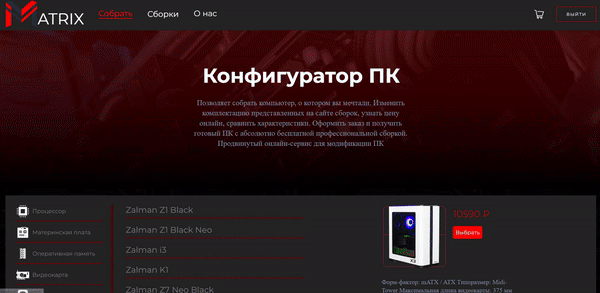 MATRIX
Собрать Сборки О нас
ВЫЙТИ
Конфигуратор ПК
Позволяет собрать компьютер, о котором вы мечтали. Изменить
комплектацию представленных на сайте сборок, узнать цену
онлайн, сравнить характеристики. Оформить заказ и получить
готовый ПК с абсолютно бесплатной профессиональной сборкой.
Продвинутый онлайн-сервис для модификации ПК
Процессор
Материнская плата
Оперативная память
Видеокарта
Zalman Z1 Black
Zalman Z1 Black Neo
Zalman i3
Zalman K1
Zalman Z7 Neo Black
10590 ₽
Выбрать
Форм-фактор: mATX / ATX Типоразмер: Midi-
Tower Максимальная длина видеокарты: 375 мм